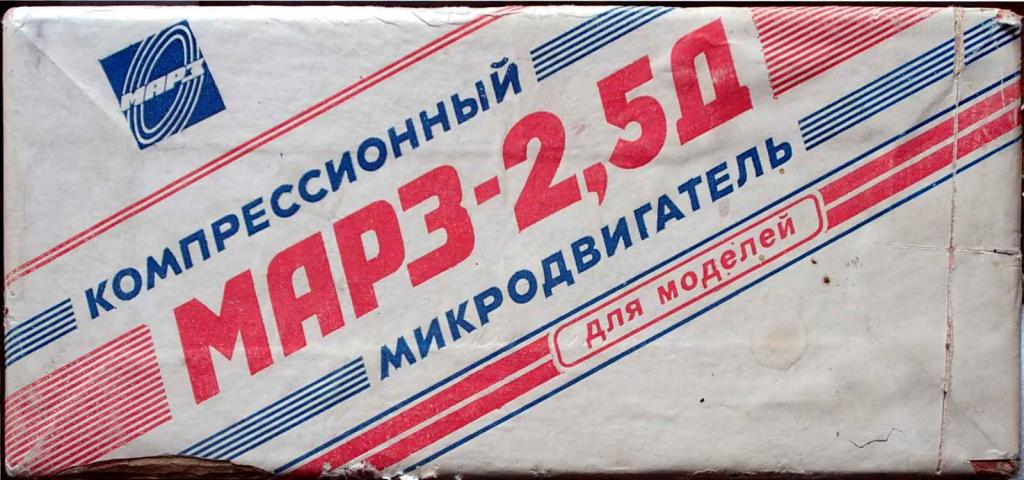 МАРЗ
КОМПРЕССИОННЫЙ
МАРЗ-2,5Д
МИКРОДВИГАТЕЛЬ
для моделей